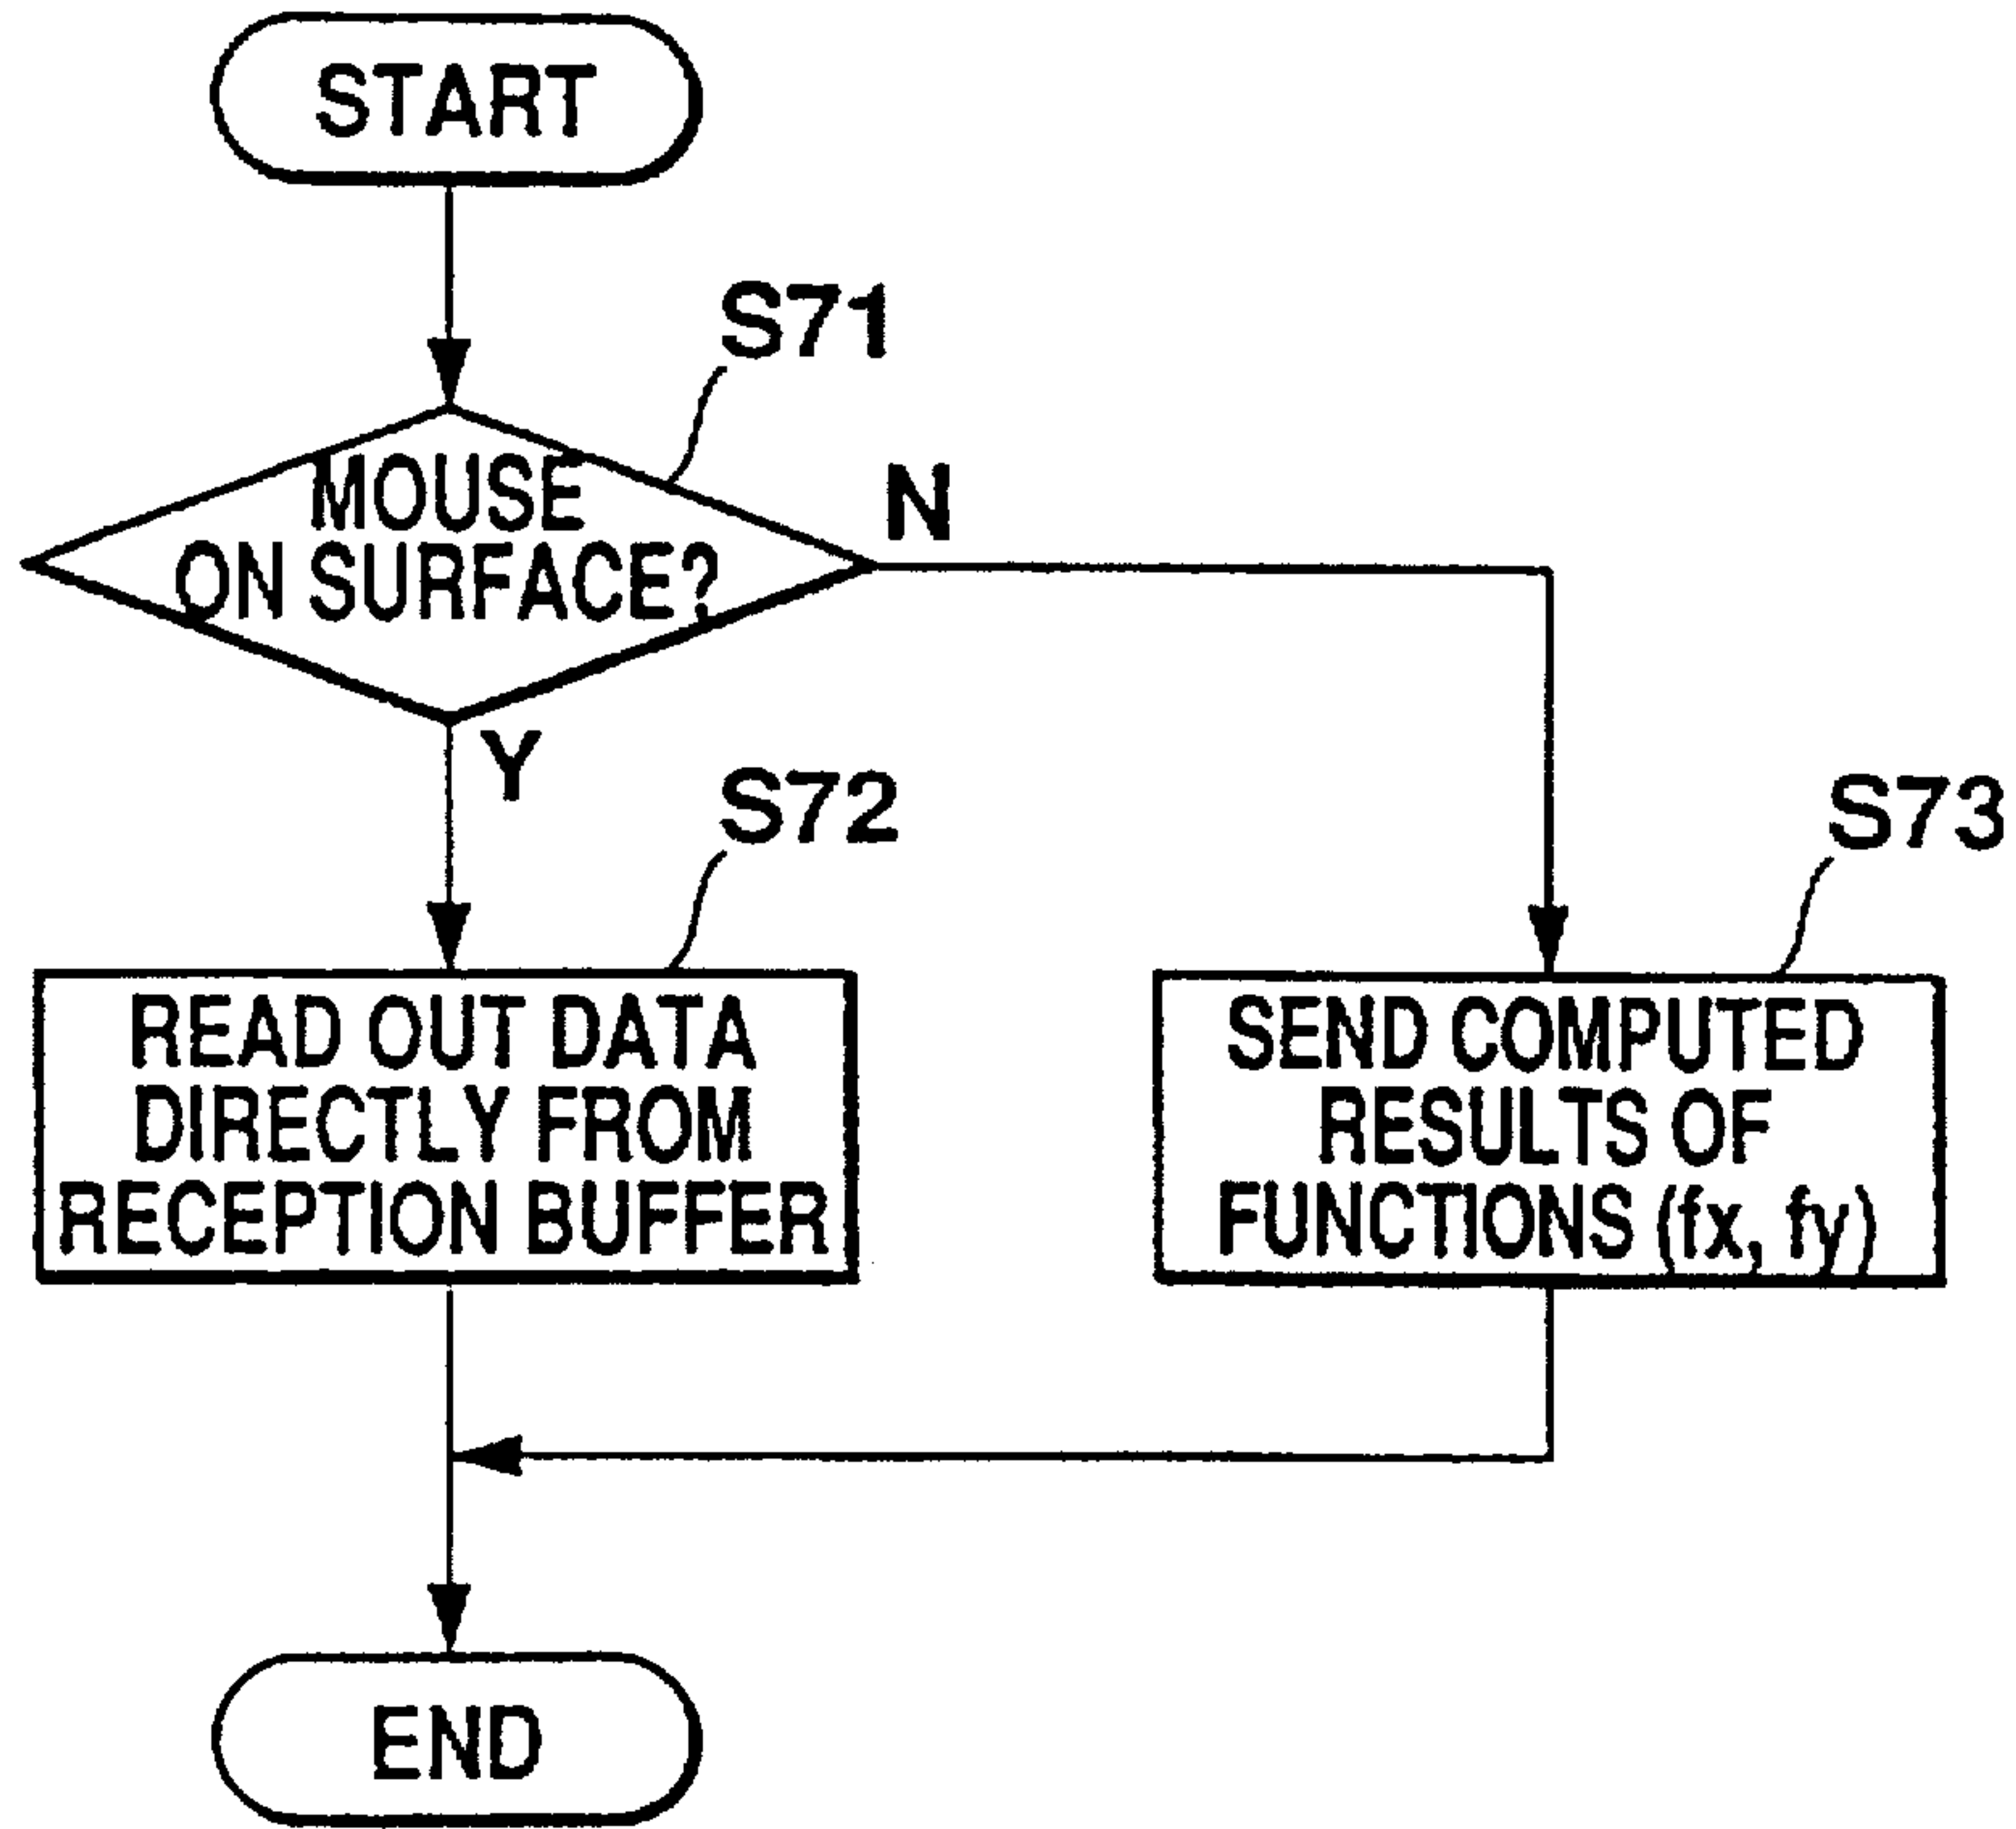 START
S71
MOUSE
ON SURFACE?
N
Y
S72
S73
READ OUT DATA
DIRECTLY FROM
RECEPTION BUFFER
SEND COMPUTED
RESULTS OF
FUNCTIONS (fx, fy)
END